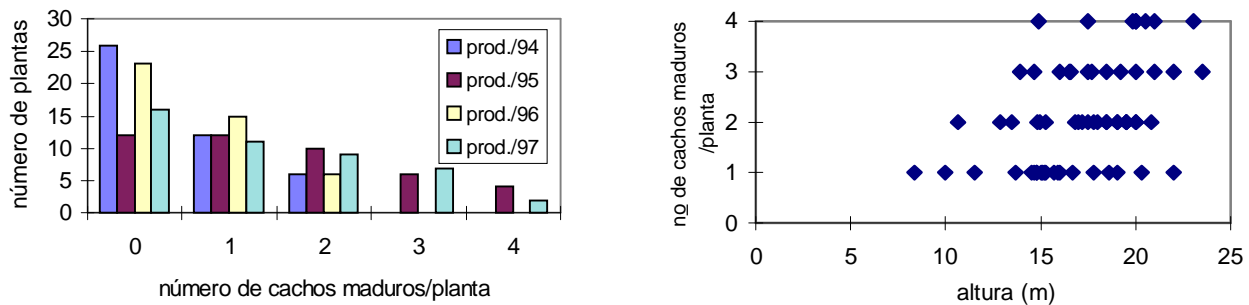 30
25
20
15
10
5
0
número de plantas
prod./94
prod./95
prod./96
prod./97
0 1 2 3 4
número de cachos maduros/planta
4
3
2
1
0
no de cachos maduros
/planta
0 5 10 15 20 25
altura (m)